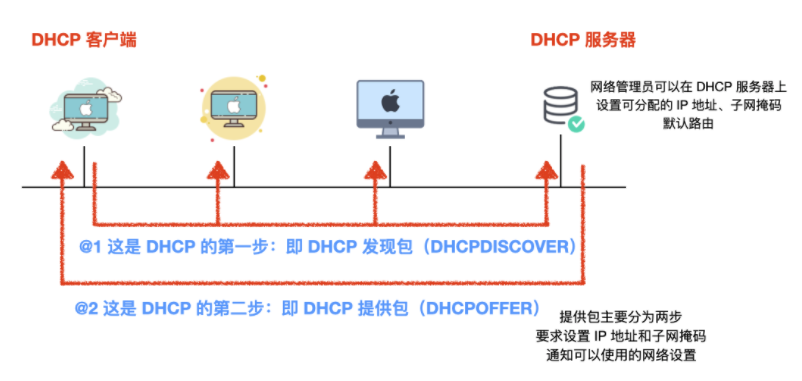 DHCP 客户端
DHCP 服务器
网络管理员可以在 DHCP 服务器上
设置可分配的 IP 地址、子网掩码
默认路由
@1 这是 DHCP 的第一步：即 DHCP 发现包（DHCPDISCOVER）
@2 这是 DHCP 的第二步：即 DHCP 提供包（DHCPOFFER）
提供包主要分为两步
要求设置 IP 地址和子网掩码
通知可以使用的网络设置